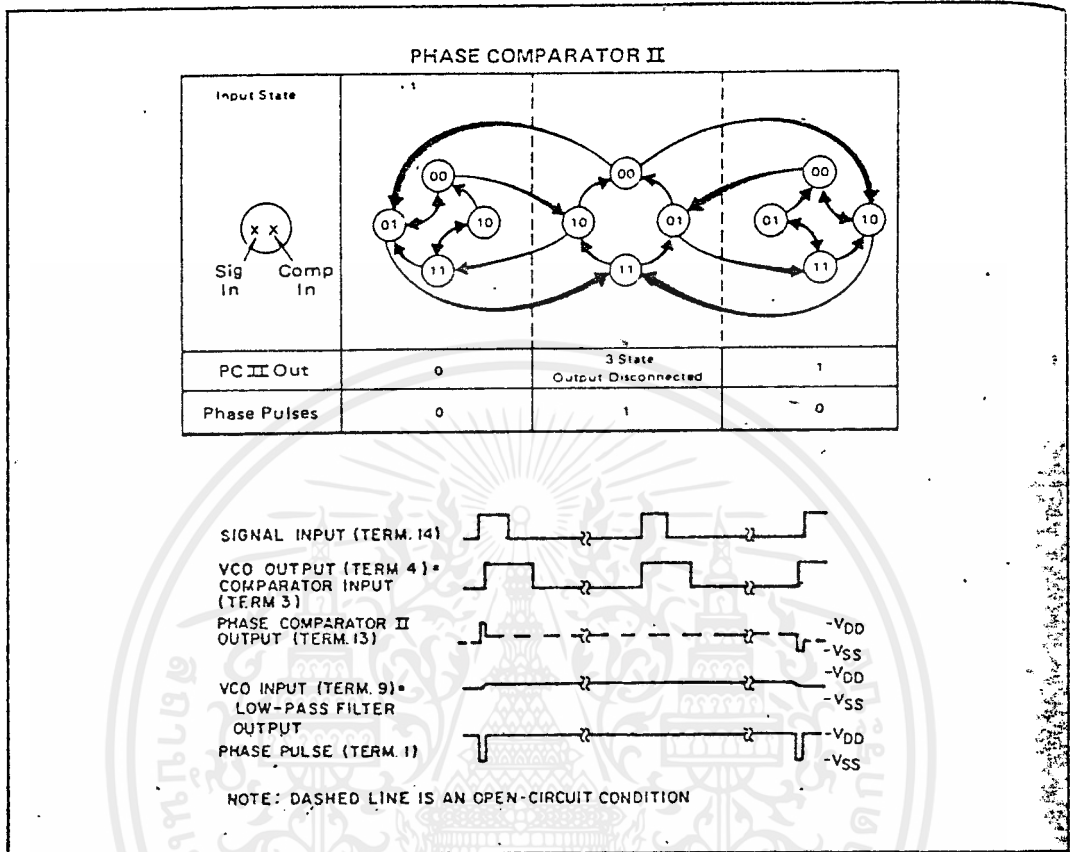 PHASE COMPARATOR II
Input State
x x
Sig In
Comp In
00
01
10
11
00
10
01
11
00
01
10
11
PC II Out
0
3 State
Output Disconnected
1
Phase Pulses
0
1
0
SIGNAL INPUT (TERM. 14)
VCO OUTPUT (TERM 4) =
COMPARATOR INPUT
(TERM 3)
PHASE COMPARATOR II
OUTPUT (TERM. 13)
-VDD
-VSS
VCO INPUT (TERM. 9) =
LOW-PASS FILTER
OUTPUT
-VDD
-VSS
PHASE PULSE (TERM. 1)
-VDD
-VSS
NOTE: DASHED LINE IS AN OPEN-CIRCUIT CONDITION